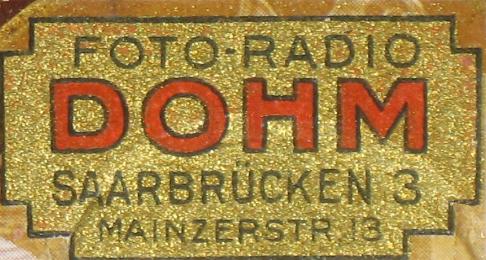 FOTO-RADIO
DOHM
SAARBRÜCKEN 3
MAINZERSTR. 13